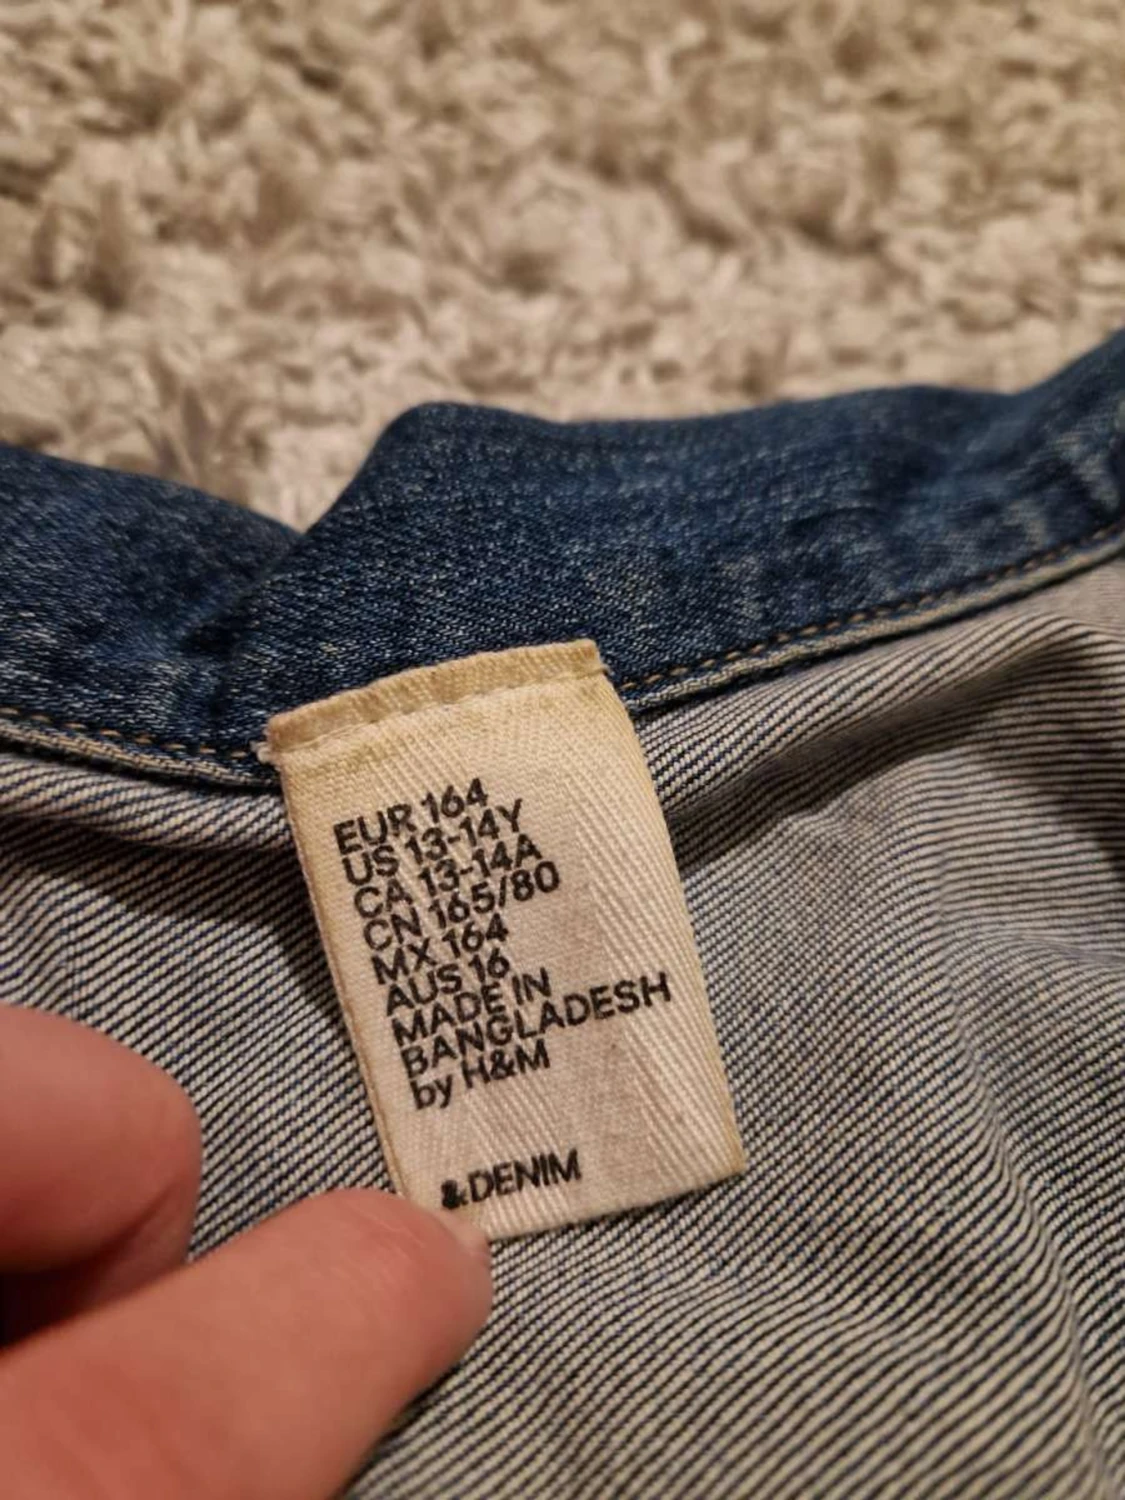 EUR 164
US 13-14Y
CA 13-14A
CN 165/80
MX 164
AUS 16
MADE IN
BANGLADESH
by H&M
&DENIM